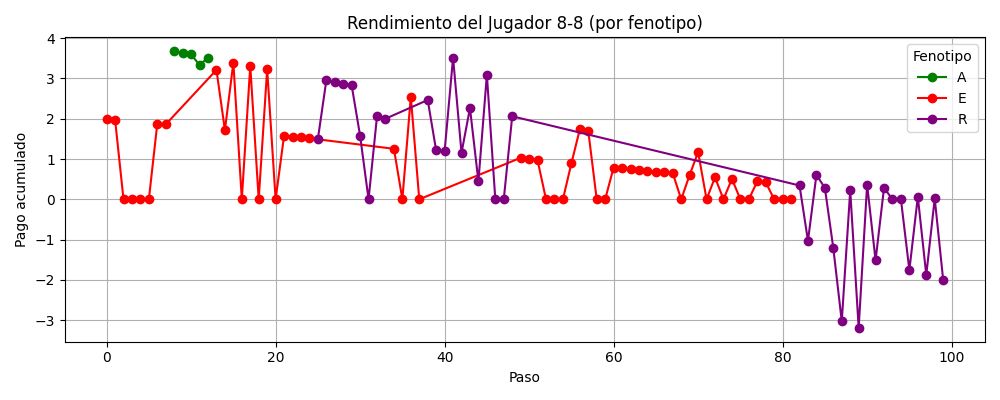 Rendimiento del Jugador 8-8 (por fenotipo)
Pago acumulado
4
3
2
1
0
−1
−2
−3
Fenotipo
A
E
R
0 20 40 60 80 100
Paso